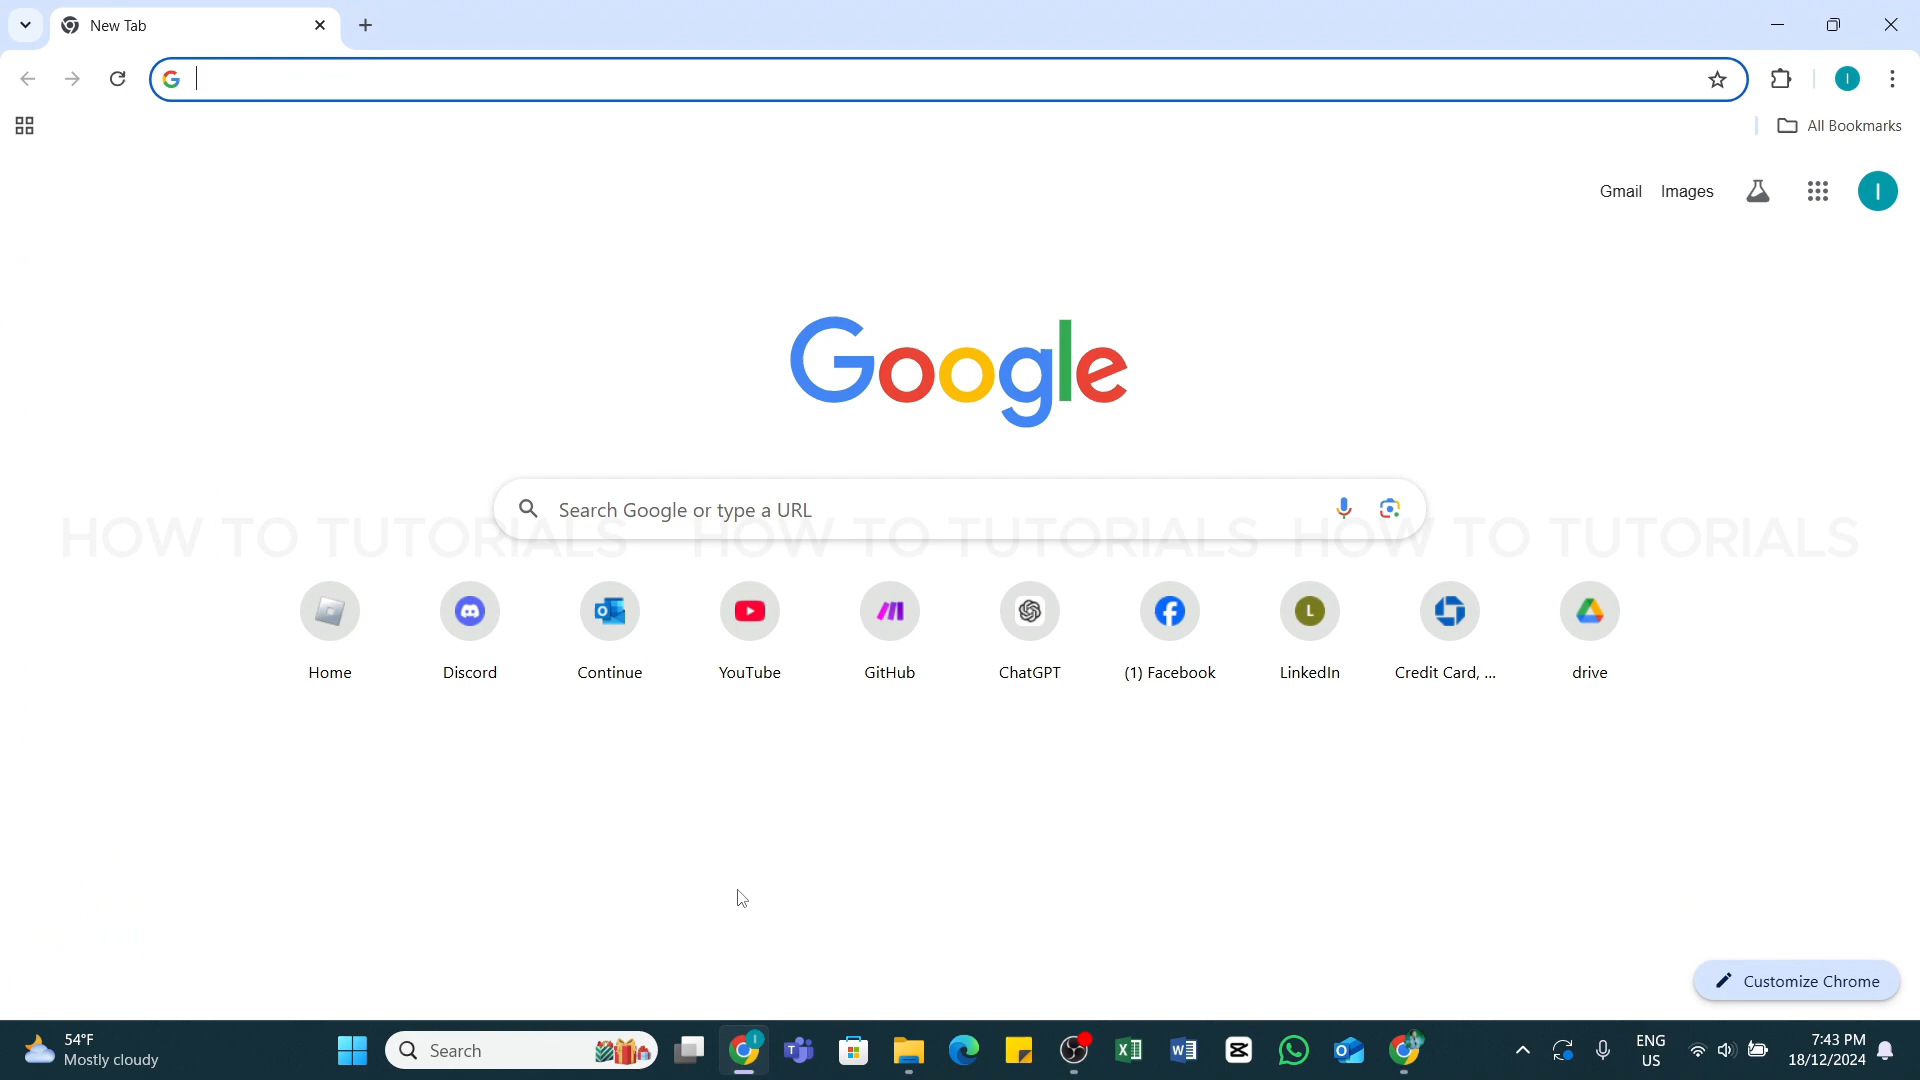 New Tab
All Bookmarks
Gmail Images
I
Google
Search Google or type a URL
HOW TO TUTORIALS HOW TO TUTORIALS HOW TO TUTORIALS
L
Home Discord Continue YouTube GitHub ChatGPT (1) Facebook LinkedIn Credit Card, ... drive
Customize Chrome
54°F
Mostly cloudy
Search
ENG
US
7:43 PM
18/12/2024